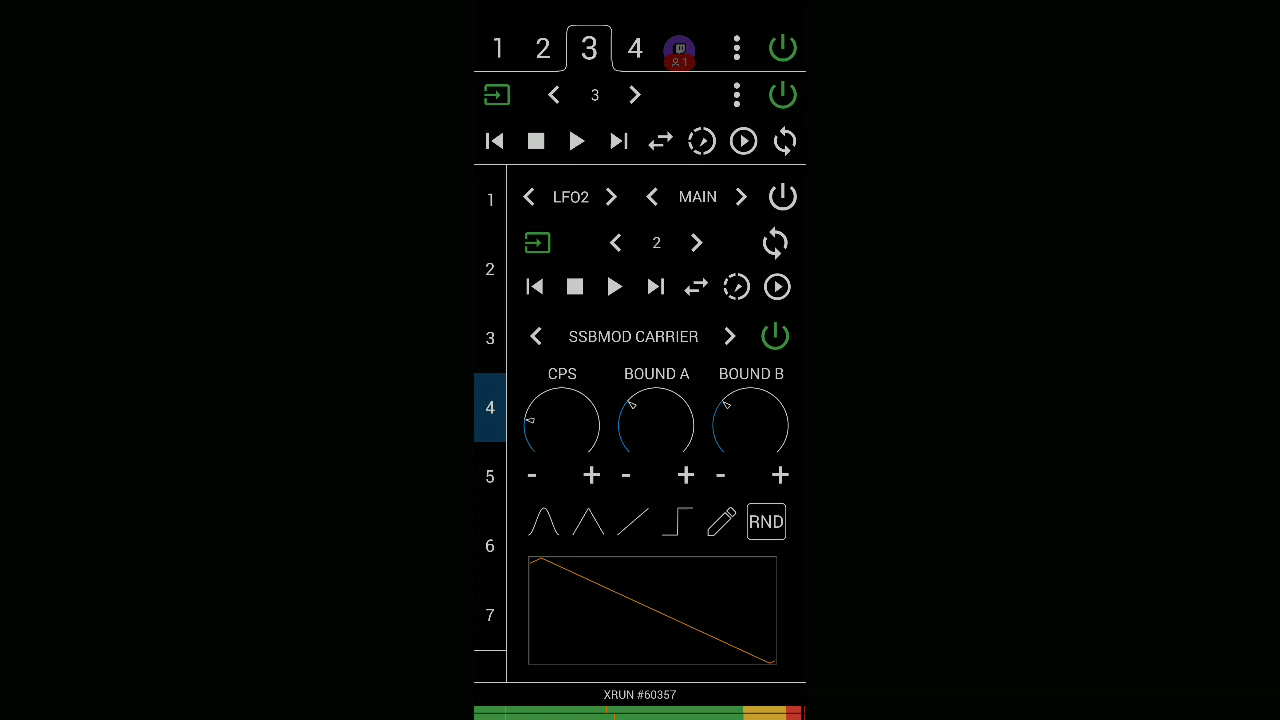 1 2 3 4 1
3
1 LFO2 MAIN
2
2
3 SSBMOD CARRIER
CPS BOUND A BOUND B
4
5 - + - + - +
RND
6
7
XRUN #60357